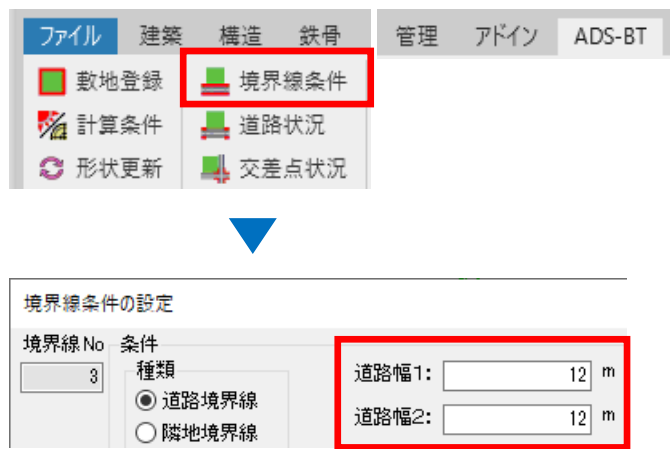 ファイル 建築 構造 鉄骨 管理 アドイン ADS-BT
敷地登録 境界線条件
計算条件 道路状況
形状更新 交差点状況
境界線条件の設定
境界線No 条件
3 種類 道路幅1: 12 m
道路境界線 道路幅2: 12 m
隣地境界線